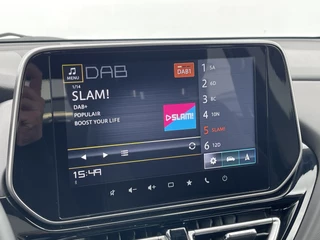 MENU
DAB
DAB1
1/14
SLAM!
DAB+
POPULAIR
BOOST YOUR LIFE
SLAM!
15:49
1 5A
2 6D
3 8C
4 10N
5 SLAM!
6 12D